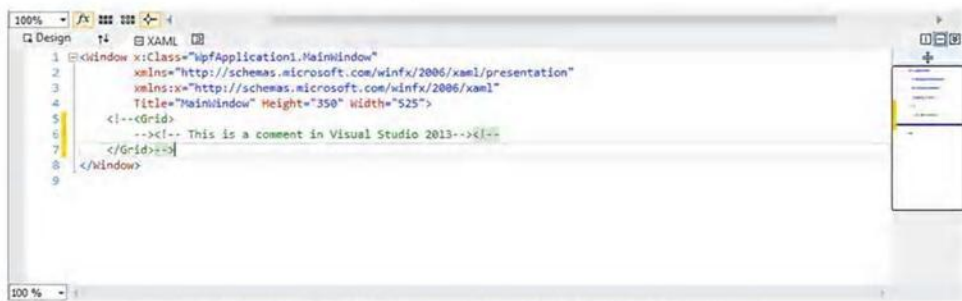 100%
Design XAML
1 <Window x:Class="WpfApplication1.MainWindow"
2 xmlns="http://schemas.microsoft.com/winfx/2006/xaml/presentation"
3 xmlns:x="http://schemas.microsoft.com/winfx/2006/xaml"
4 Title="MainWindow" Height="350" Width="525">
5 <!--<Grid>
6 --><!-- This is a comment in Visual Studio 2013--><!--
7 </Grid>-->
8 </Window>
9
100 %